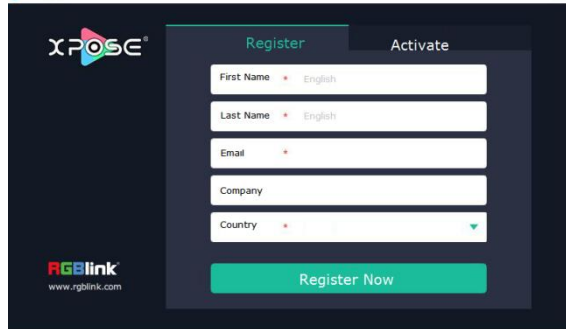 XPOSE®
Register
Activate
First Name * English
Last Name * English
Email *
Company
Country *
Register Now
RGBlink®
www.rgblink.com